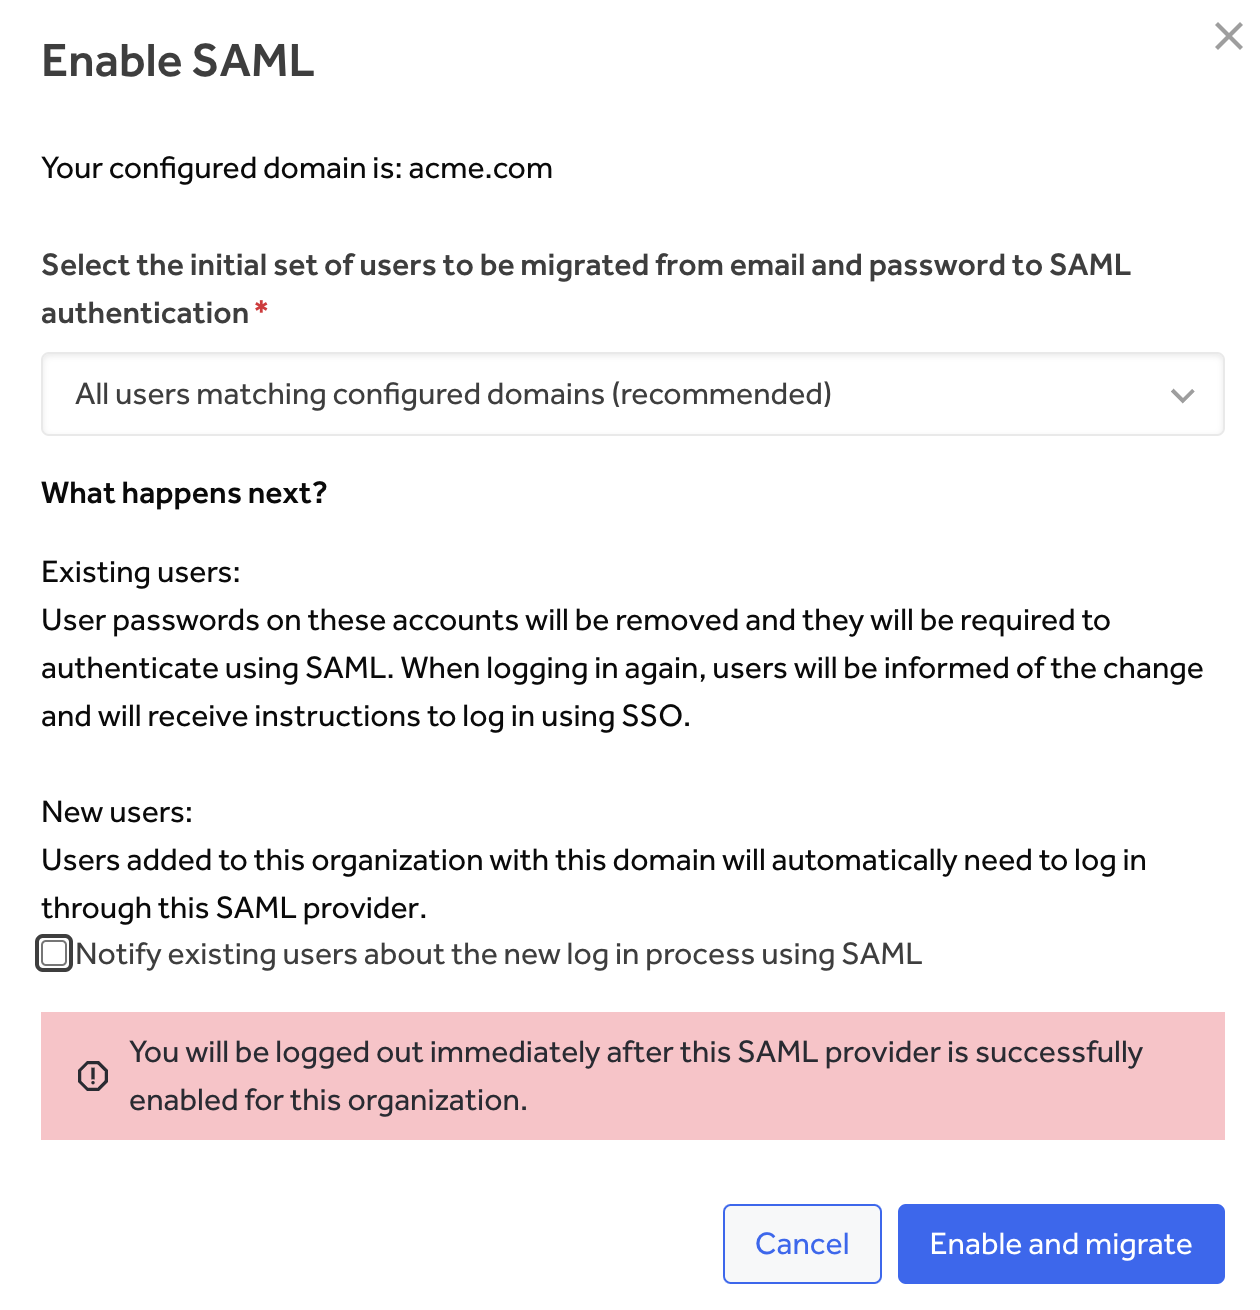 Enable SAML
Your configured domain is: acme.com
Select the initial set of users to be migrated from email and password to SAML
authentication *
All users matching configured domains (recommended)
What happens next?
Existing users:
User passwords on these accounts will be removed and they will be required to
authenticate using SAML. When logging in again, users will be informed of the change
and will receive instructions to log in using SSO.
New users:
Users added to this organization with this domain will automatically need to log in
through this SAML provider.
Notify existing users about the new log in process using SAML
You will be logged out immediately after this SAML provider is successfully
enabled for this organization.
Cancel
Enable and migrate